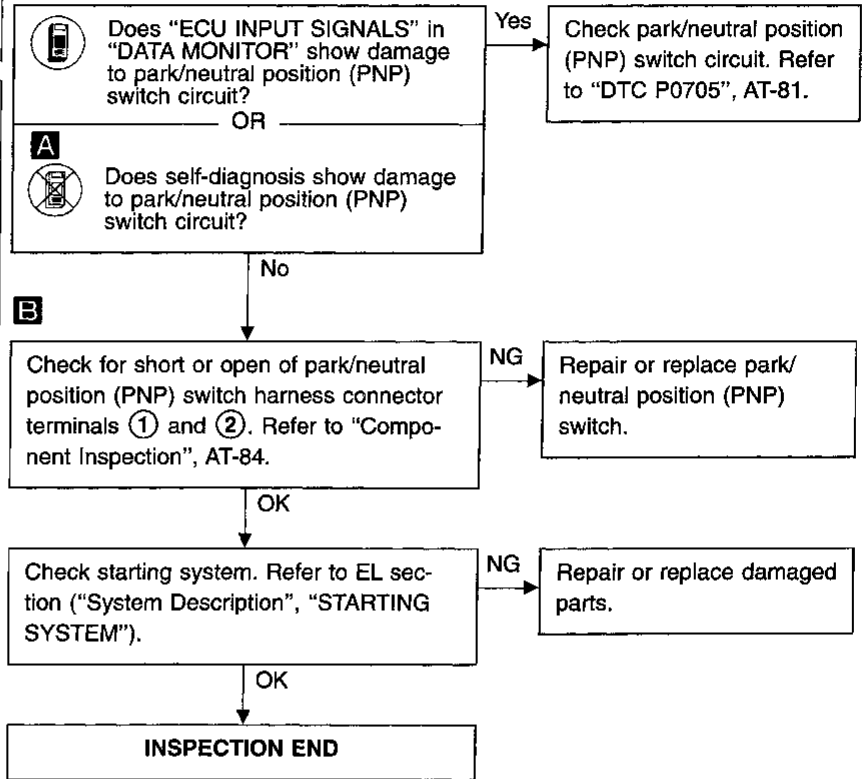 Does "ECU INPUT SIGNALS" in
"DATA MONITOR" show damage
to park/neutral position (PNP)
switch circuit?
OR
A
Does self-diagnosis show damage
to park/neutral position (PNP)
switch circuit?
Yes
Check park/neutral position
(PNP) switch circuit. Refer
to "DTC P0705", AT-81.
No
B
Check for short or open of park/neutral
position (PNP) switch harness connector
terminals ① and ②. Refer to "Compo-
nent Inspection", AT-84.
NG
Repair or replace park/
neutral position (PNP)
switch.
OK
Check starting system. Refer to EL sec-
tion ("System Description", "STARTING
SYSTEM").
NG
Repair or replace damaged
parts.
OK
INSPECTION END